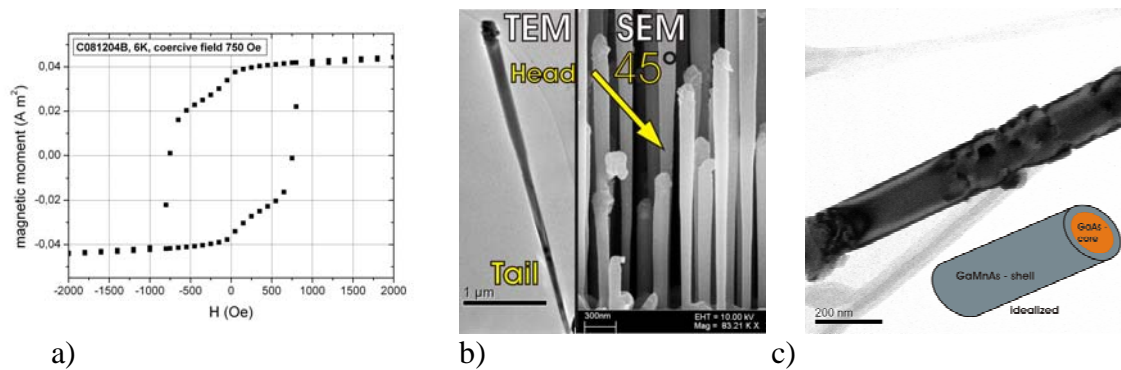 C081204B, 6K, coercive field 750 Oe
0,04
0,02
0,00
-0,02
-0,04
magnetic moment (A m²)
-2000 -1500 -1000 -500 0 500 1000 1500 2000
H (Oe)
a)
TEM SEM
Head 45°
Tail
1 µm
300nm
EHT = 10.00 kV
Mag = 83.21 K X
b)
GaAs -
core
GaMnAs - shell
idealized
200 nm
c)